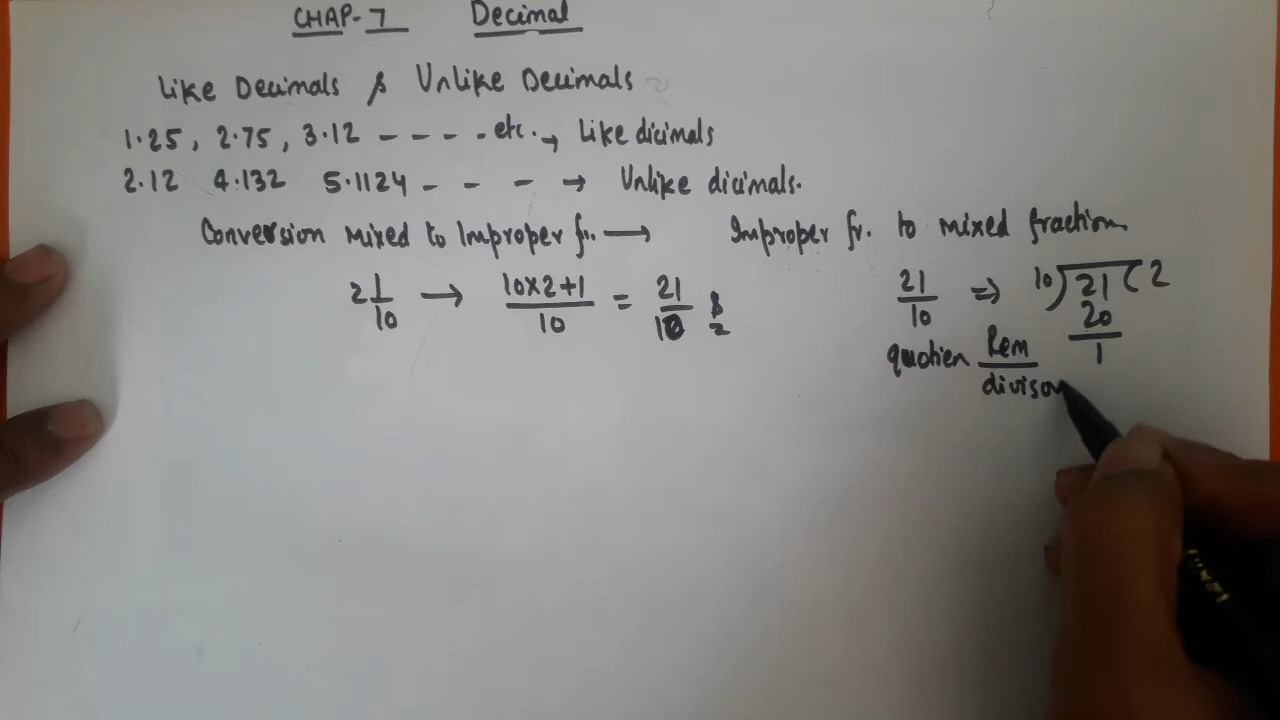 CHAP-7 Decimal
Like Decimals & Unlike Decimals
1.25, 2.75, 3.12 - - - - etc. → Like dicimals
2.12 4.132 5.1124 - - - → Unlike dicimals.
Conversion Mixed to Improper fr. → Improper fr. to mixed fraction
2 1/10 → 10×2+1/10 = 21/10
21/10 ⇒ 10)21(2
20
1
quotien Rem/divisor